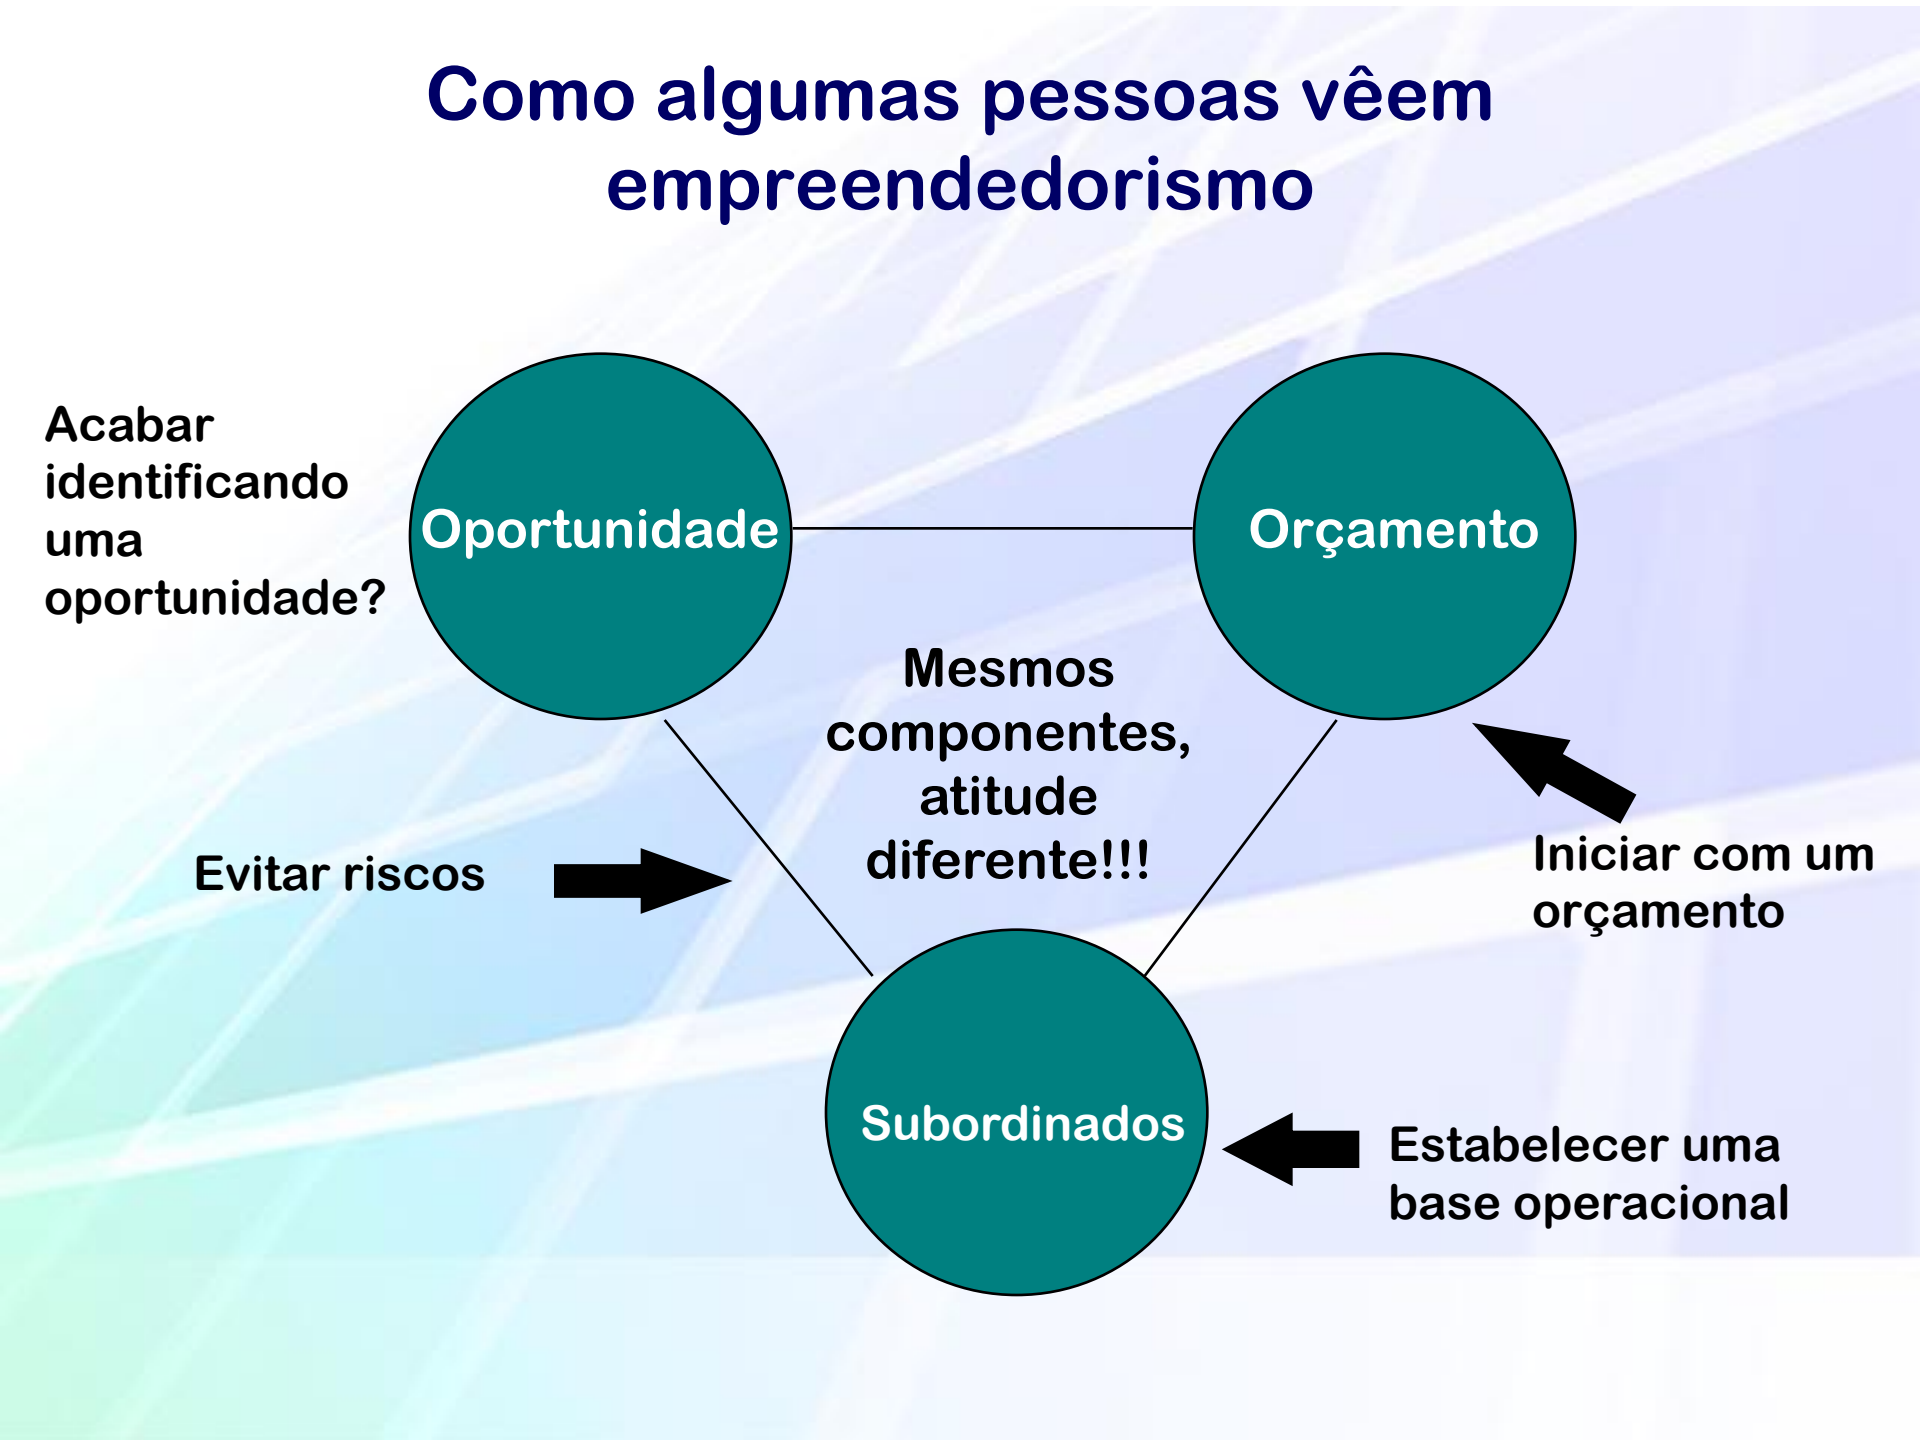 Como algumas pessoas vêem
empreendedorismo
Acabar
identificando
uma
oportunidade?
Oportunidade
Orçamento
Mesmos
componentes,
atitude
diferente!!!
Evitar riscos
Iniciar com um
orçamento
Subordinados
Estabelecer uma
base operacional